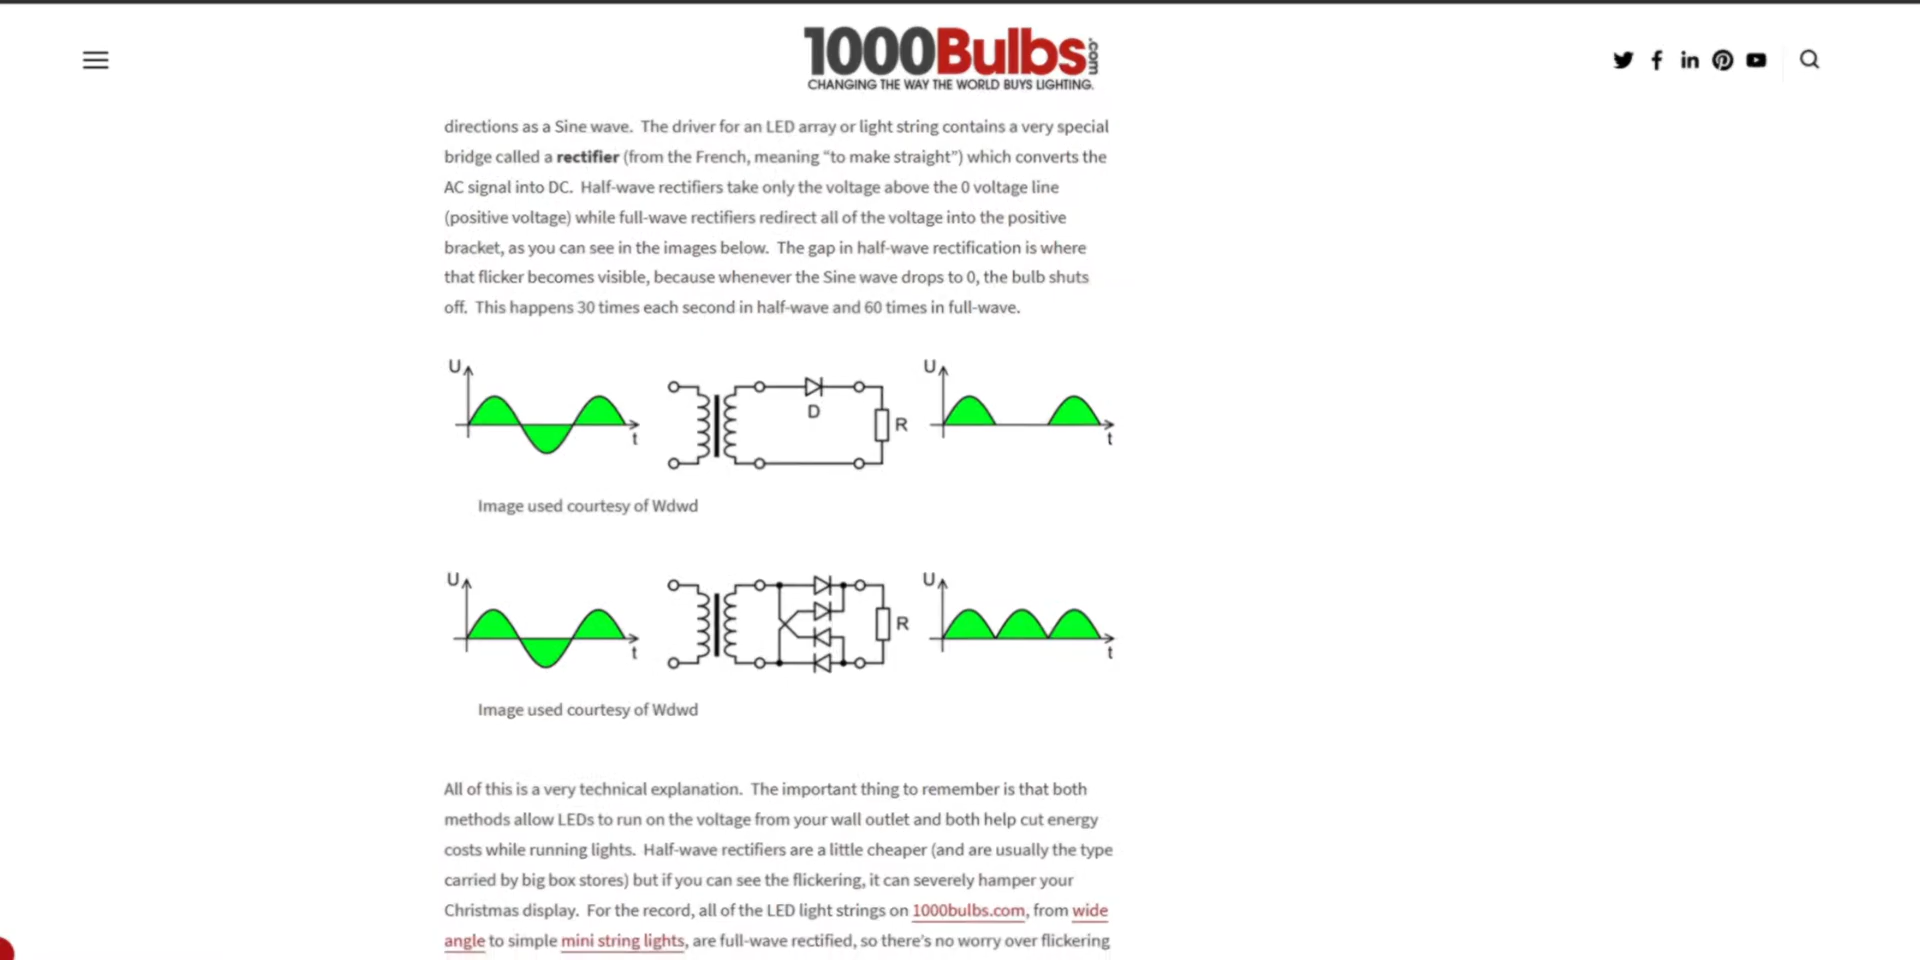 1000Bulbs.com
CHANGING THE WAY THE WORLD BUYS LIGHTING.
directions as a Sine wave. The driver for an LED array or light string contains a very special
bridge called a rectifier (from the French, meaning “to make straight”) which converts the
AC signal into DC. Half-wave rectifiers take only the voltage above the 0 voltage line
(positive voltage) while full-wave rectifiers redirect all of the voltage into the positive
bracket, as you can see in the images below. The gap in half-wave rectification is where
that flicker becomes visible, because whenever the Sine wave drops to 0, the bulb shuts
off. This happens 30 times each second in half-wave and 60 times in full-wave.
U t D R U t
Image used courtesy of Wdwd
U t R U t
Image used courtesy of Wdwd
All of this is a very technical explanation. The important thing to remember is that both
methods allow LEDs to run on the voltage from your wall outlet and both help cut energy
costs while running lights. Half-wave rectifiers are a little cheaper (and are usually the type
carried by big box stores) but if you can see the flickering, it can severely hamper your
Christmas display. For the record, all of the LED light strings on 1000bulbs.com, from wide
angle to simple mini string lights, are full-wave rectified, so there’s no worry over flickering